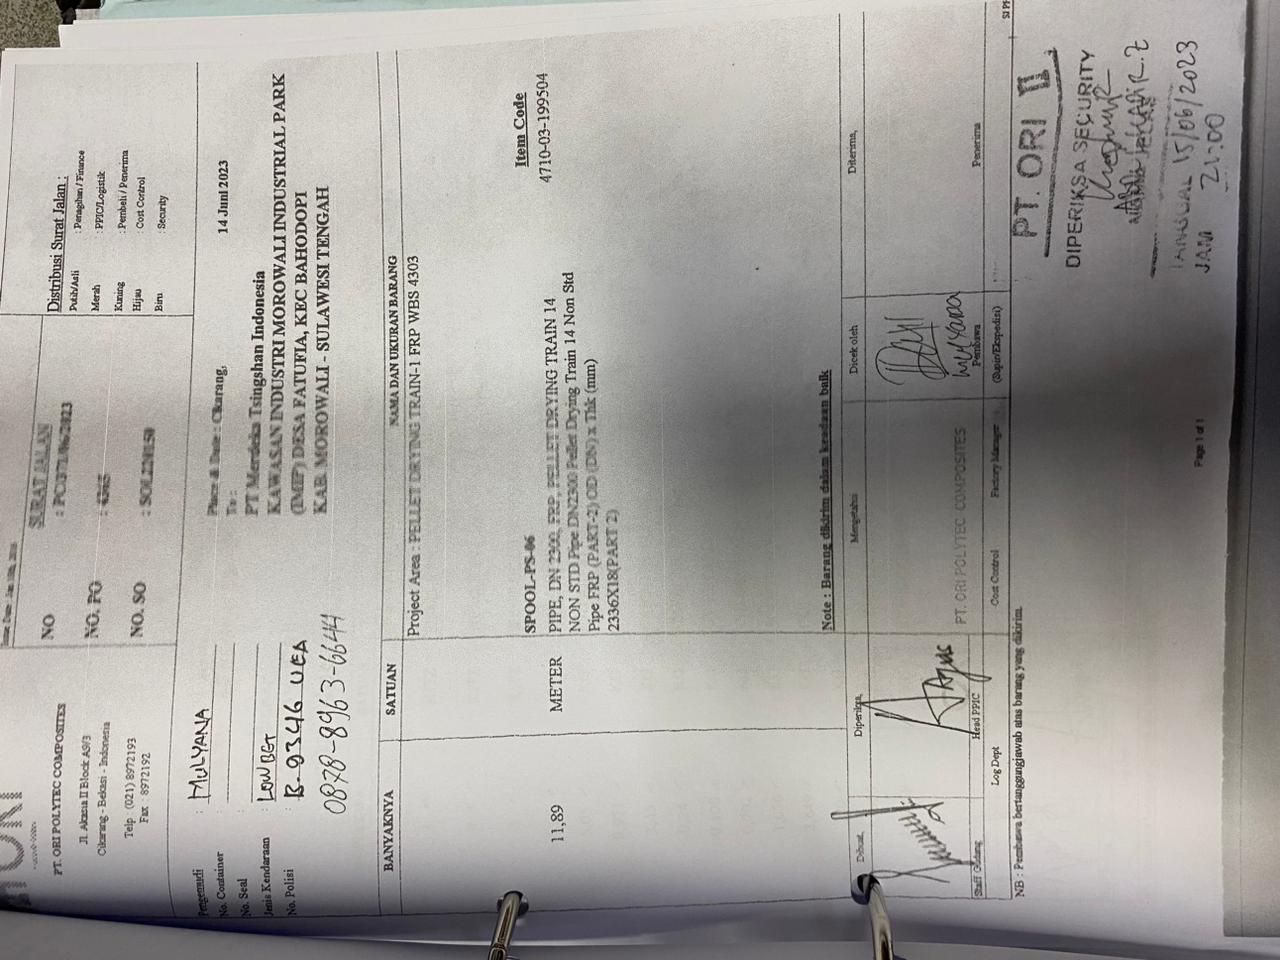 PT. ORI POLYTEC COMPOSITES
Jl. Akasia II Block A9/3
Cikarang - Bekasi - Indonesia
Telp : (021) 8972193
Fax : 8972192
SURAT JALAN
NO :
NO. PO :
NO. SO :
Distribusi Surat Jalan :
Putih/Asli : Penagihan / Finance
Merah : PPIC/Logistik
Kuning : Pembeli / Penerima
Hijau : Cost Control
Biru : Security
Pengemudi : MULYANA
No. Container :
No. Seal :
Jenis Kendaraan : LOWBET
No. Polisi : B-9346 UEA
0878-8963-6644
Place & Date : Cikarang, 14 Juni 2023
To :
PT Merdeka Tsingshan Indonesia
KAWASAN INDUSTRI MOROWALI INDUSTRIAL PARK
(IMIP) DESA FATUFIA, KEC BAHODOPI
KAB. MOROWALI - SULAWESI TENGAH
BANYAKNYA SATUAN NAMA DAN UKURAN BARANG
Project Area : PELLET DRYING TRAIN-1 FRP WBS 4303
SPOOL-PS-06 Item Code
11,89 METER PIPE, DN 2300, FRP, PELLET DRYING TRAIN 14 4710-03-199504
NON STD Pipe DN2300 Pellet Drying Train 14 Non Std
Pipe FRP (PART-2) OD (DN) x Thk (mm)
2336X18(PART 2)
Note : Barang dikirim dalam keadaan baik
Dibuat, Diperiksa, Mengetahui Dicek oleh Diterima,
Agus
Mulyana
PT. ORI POLYTEC COMPOSITES
Staff Gudang Head PPIC Pembawa Penerima
Log Dept Cost Control Factory Manager (Supir/Ekspedisi)
NB : Pembawa bertanggungjawab atas barang yang dikirim
PT. ORI II
DIPERIKSA SECURITY
TANGGAL 15/06/2023
JAM 21:00
Page 1 of 1